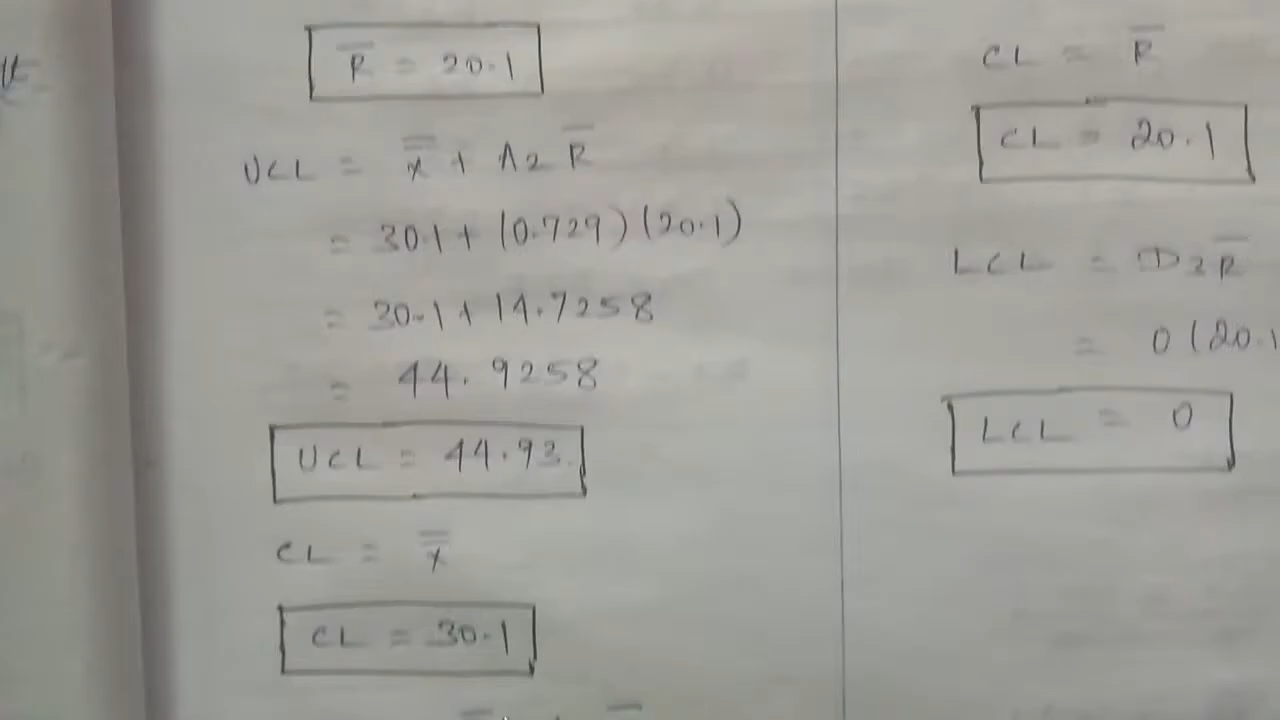 R̅ = 20.1
UCL = X̿ + A2 R̅
= 30.1 + (0.729) (20.1)
= 30.1 + 14.7258
= 44.9258
UCL = 44.93
CL = X̿
CL = 30.1
CL = R̅
CL = 20.1
LCL = D3 R̅
= 0 (20.1
LCL = 0